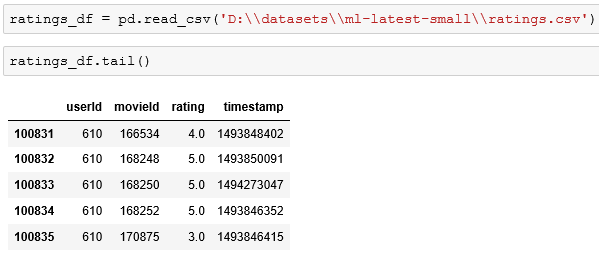 ratings_df = pd.read_csv('D:\\datasets\\ml-latest-small\\ratings.csv')
ratings_df.tail()
userId movieId rating timestamp
100831 610 166534 4.0 1493848402
100832 610 168248 5.0 1493850091
100833 610 168250 5.0 1494273047
100834 610 168252 5.0 1493846352
100835 610 170875 3.0 1493846415